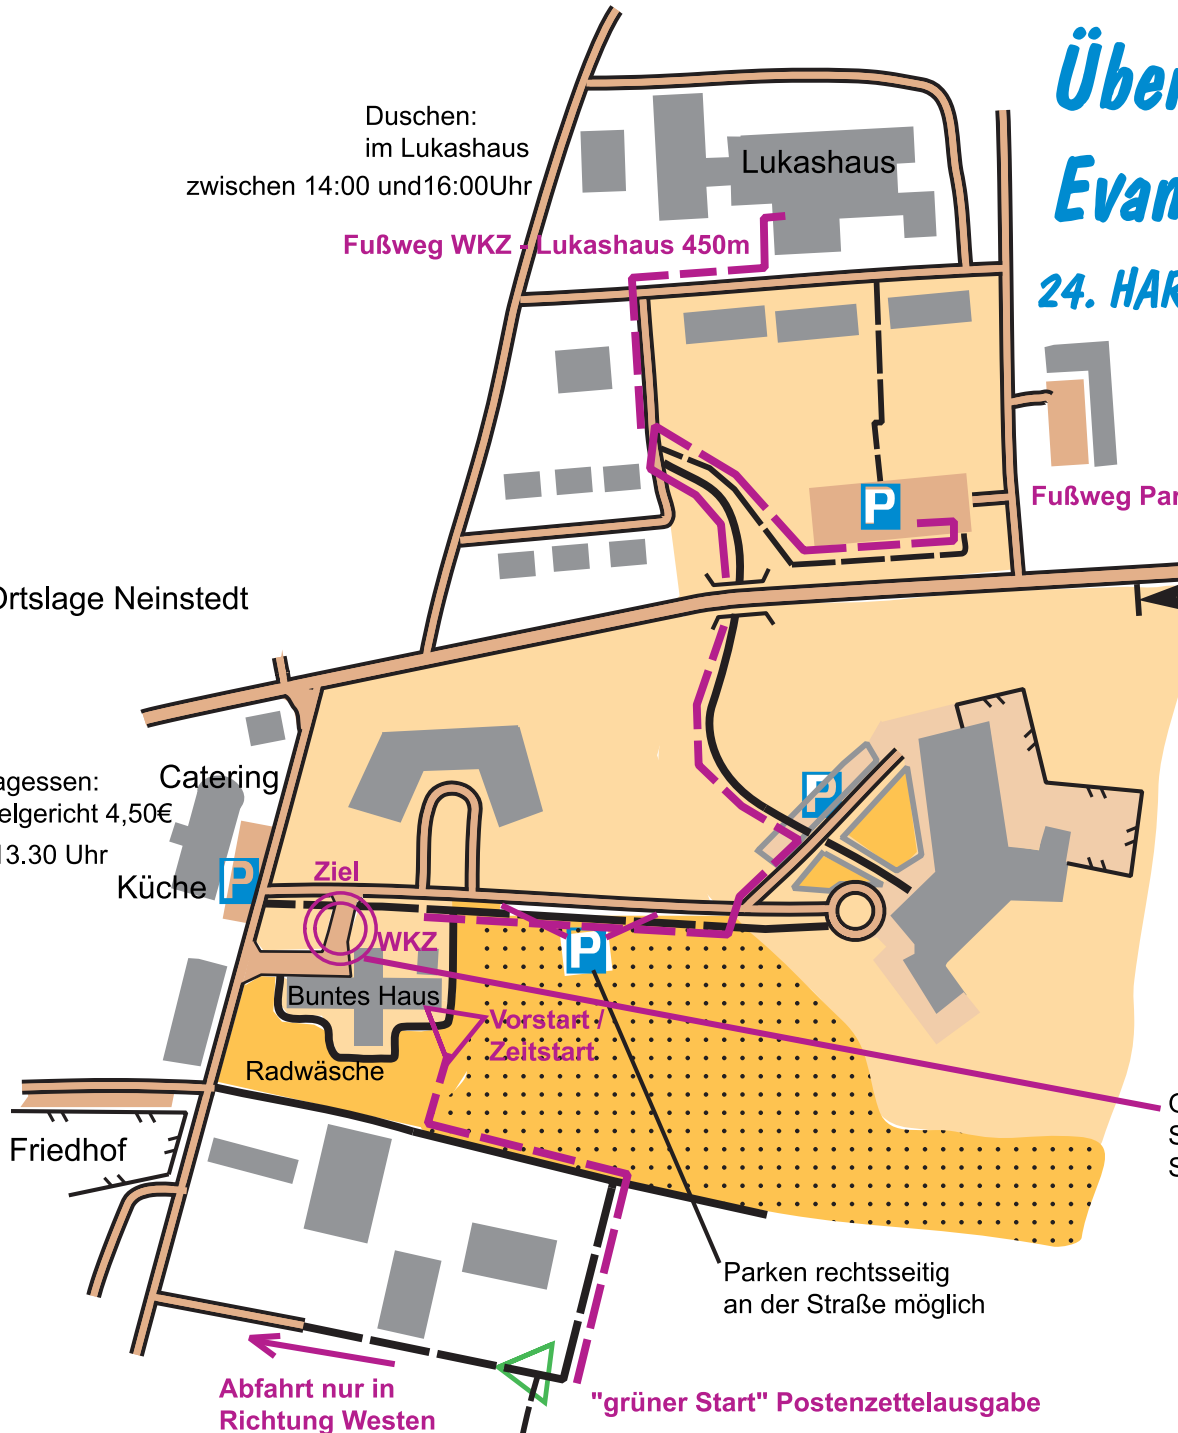 Über
Evan
24. HAR
Duschen:
im Lukashaus
zwischen 14:00 und16:00Uhr
Lukashaus
Fußweg WKZ - Lukashaus 450m
P
Fußweg Par
Ortslage Neinstedt
agessen:
elgericht 4,50€
13.30 Uhr
Catering
Küche
P
P
Ziel
WKZ
P
Buntes Haus
Vorstart /
Zeitstart
Radwäsche
Friedhof
Parken rechtsseitig
an der Straße möglich
Abfahrt nur in
Richtung Westen
"grüner Start" Postenzettelausgabe
S
S